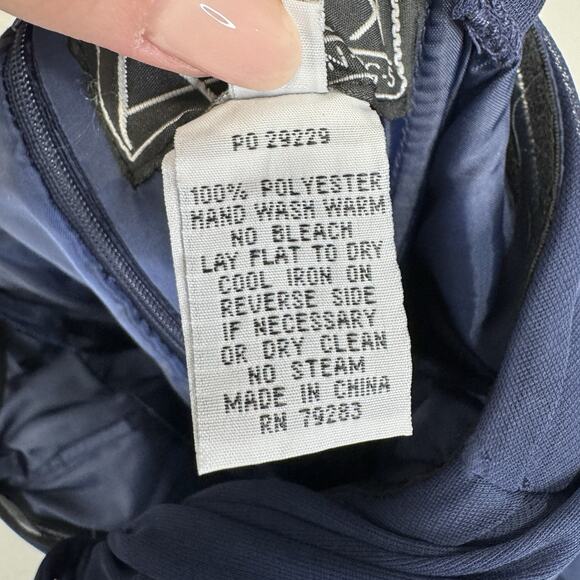 PO 29229
100% POLYESTER
HAND WASH WARM
NO BLEACH
LAY FLAT TO DRY
COOL IRON ON
REVERSE SIDE
IF NECESSARY
OR DRY CLEAN
NO STEAM
MADE IN CHINA
RN 79283